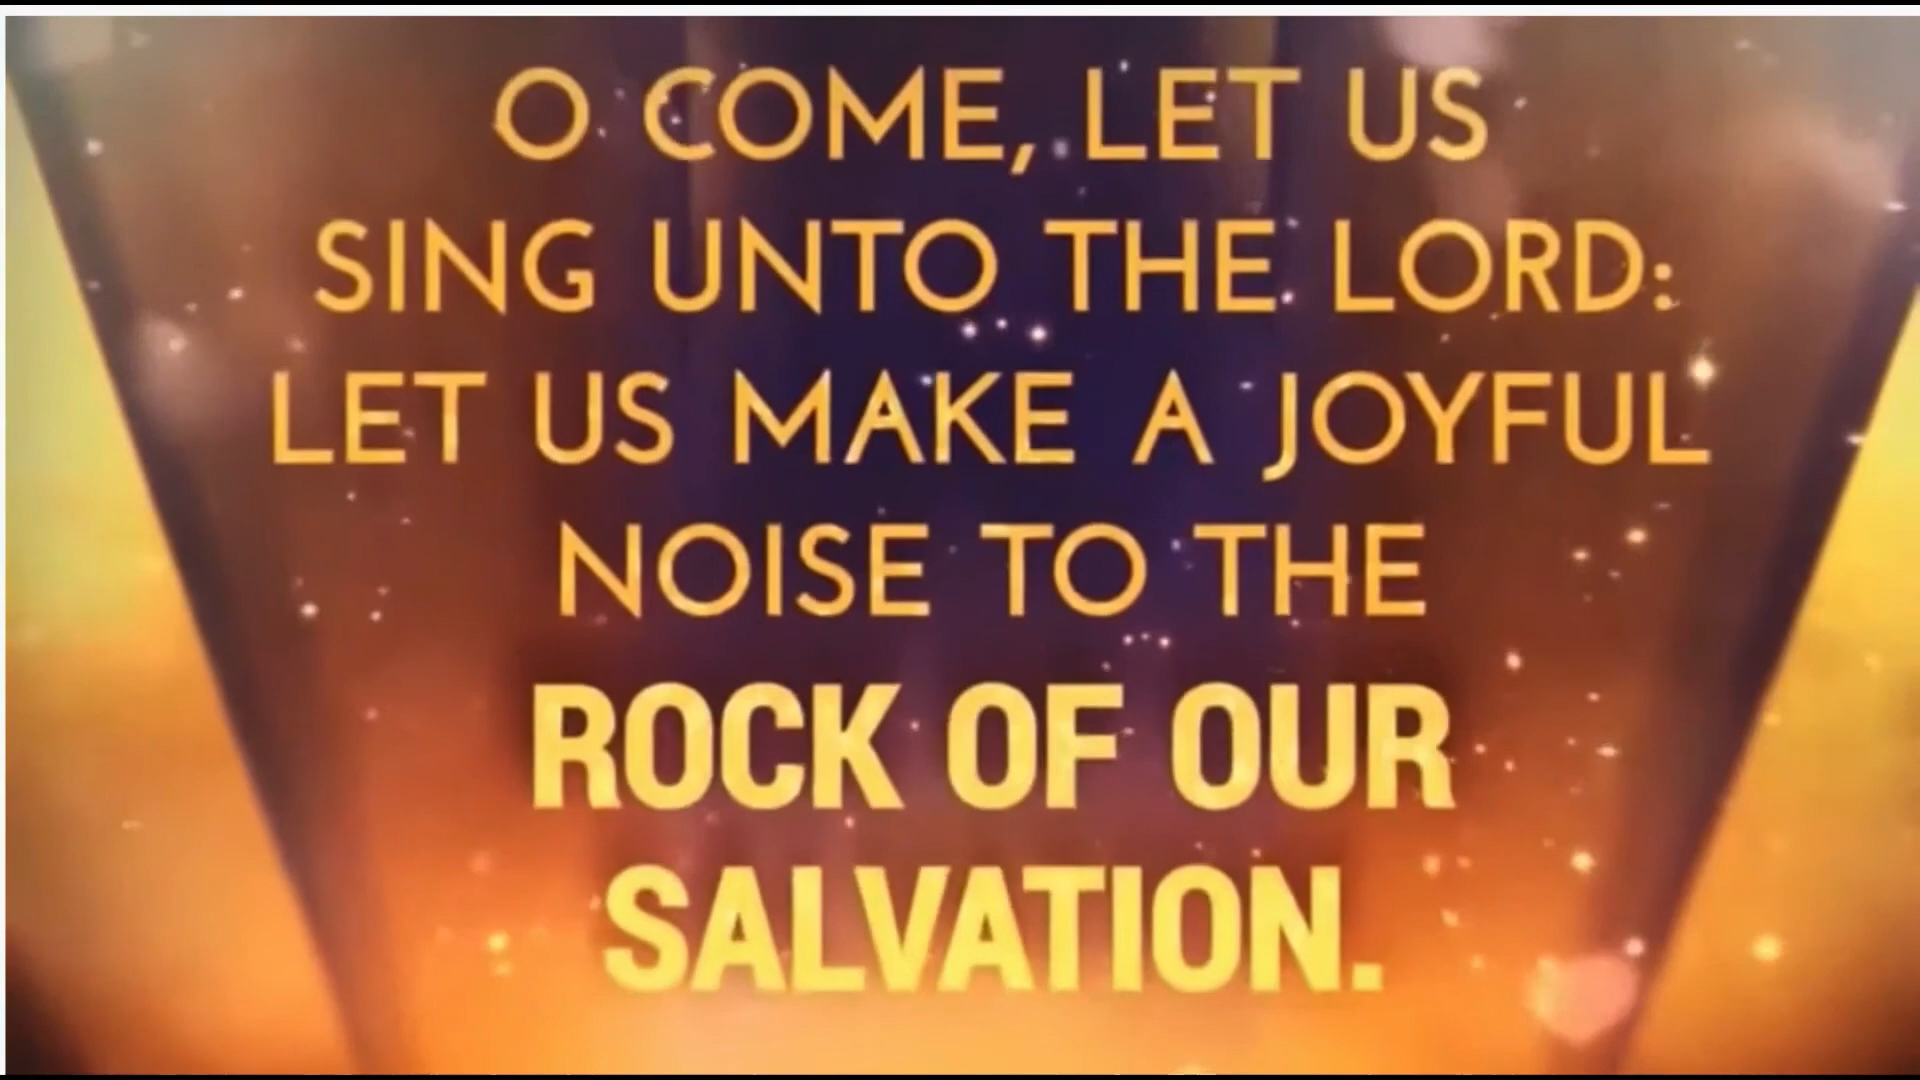 O COME, LET US
SING UNTO THE LORD:
LET US MAKE A JOYFUL
NOISE TO THE
ROCK OF OUR
SALVATION.